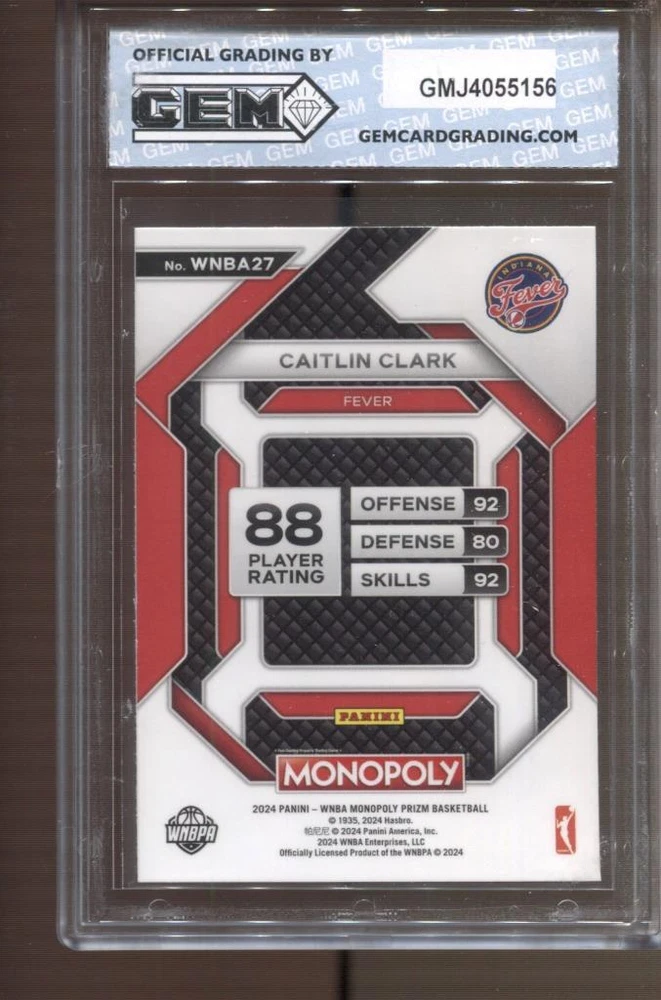 OFFICIAL GRADING BY
GEM
GMJ4055156
GEMCARDGRADING.COM
No. WNBA27
INDIANA
Fever
CAITLIN CLARK
FEVER
88
PLAYER
RATING
OFFENSE 92
DEFENSE 80
SKILLS 92
PANINI
MONOPOLY
2024 PANINI – WNBA MONOPOLY PRIZM BASKETBALL
© 1935, 2024 Hasbro.
帕尼尼 © 2024 Panini America, Inc.
2024 WNBA Enterprises, LLC
Officially Licensed Product of the WNBPA © 2024
WNBPA